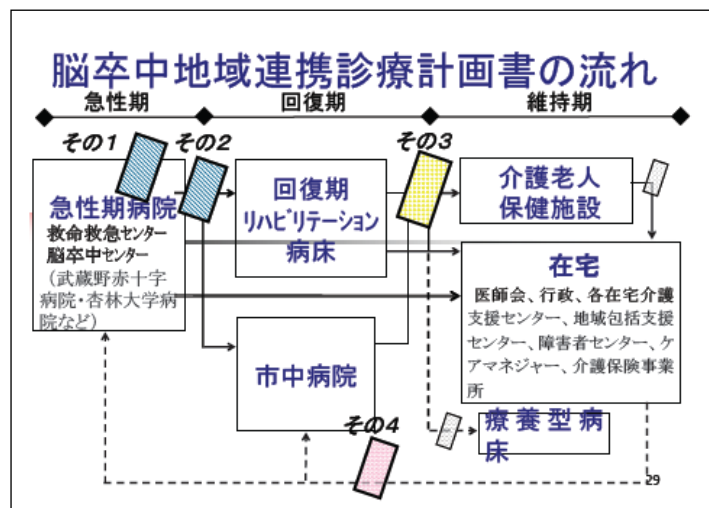 脳卒中地域連携診療計画書の流れ
急性期
回復期
維持期
その1
その2
その3
急性期病院
救命救急センター
脳卒中センター
（武蔵野赤十字
病院・杏林大学病
院など）
回復期
リハビリテーション
病床
介護老人
保健施設
在宅
医師会、行政、各在宅介護
支援センター、地域包括支援
センター、障害者センター、ケ
アマネジャー、介護保険事業
所
市中病院
その4
療養型病
床
29